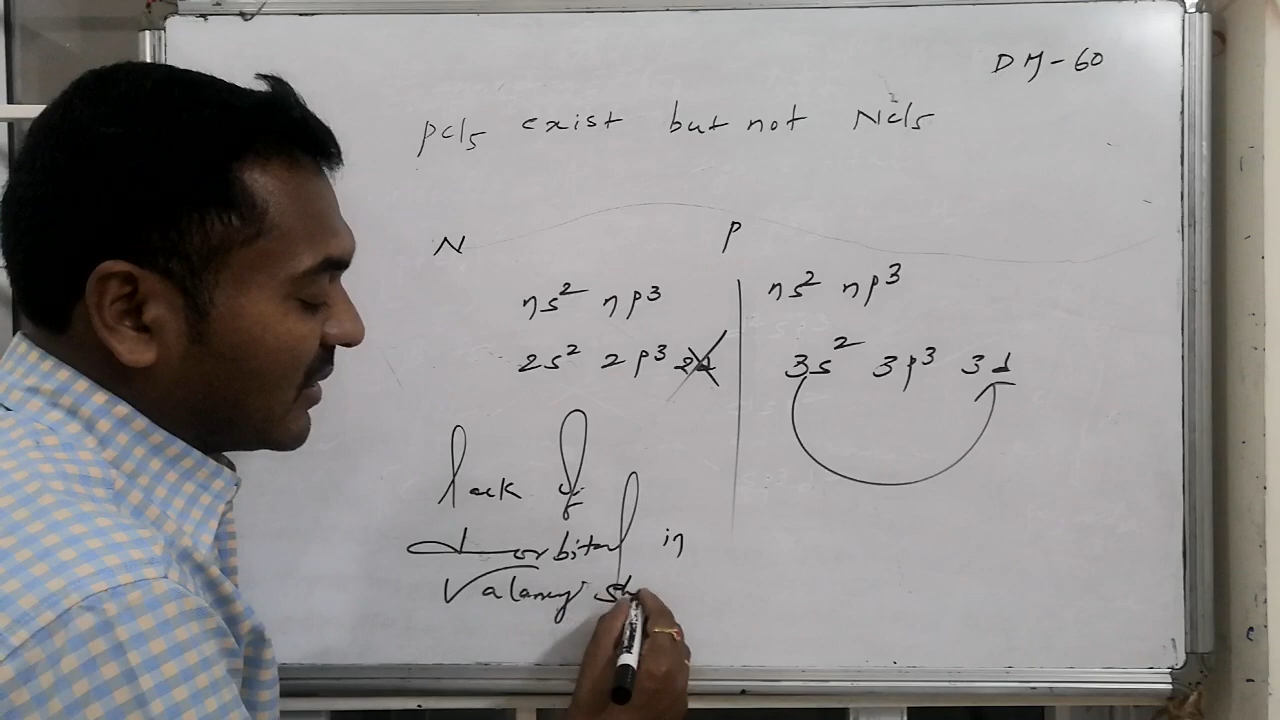 DM-60
pcl5 exist but not Ncl5
N
P
ns² np³
ns² np³
2s² 2p³ 2d
3s² 3p³ 3d
lack of
d orbital in
Valancy sh